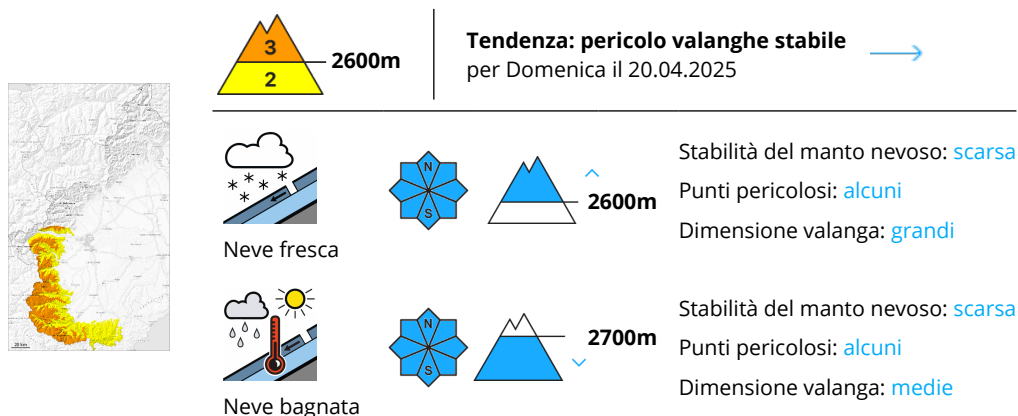 3
2
2600m
Tendenza: pericolo valanghe stabile
per Domenica il 20.04.2025
20 km
N
S
2600m
Neve fresca
Stabilità del manto nevoso: scarsa
Punti pericolosi: alcuni
Dimensione valanga: grandi
N
S
2700m
Neve bagnata
Stabilità del manto nevoso: scarsa
Punti pericolosi: alcuni
Dimensione valanga: medie